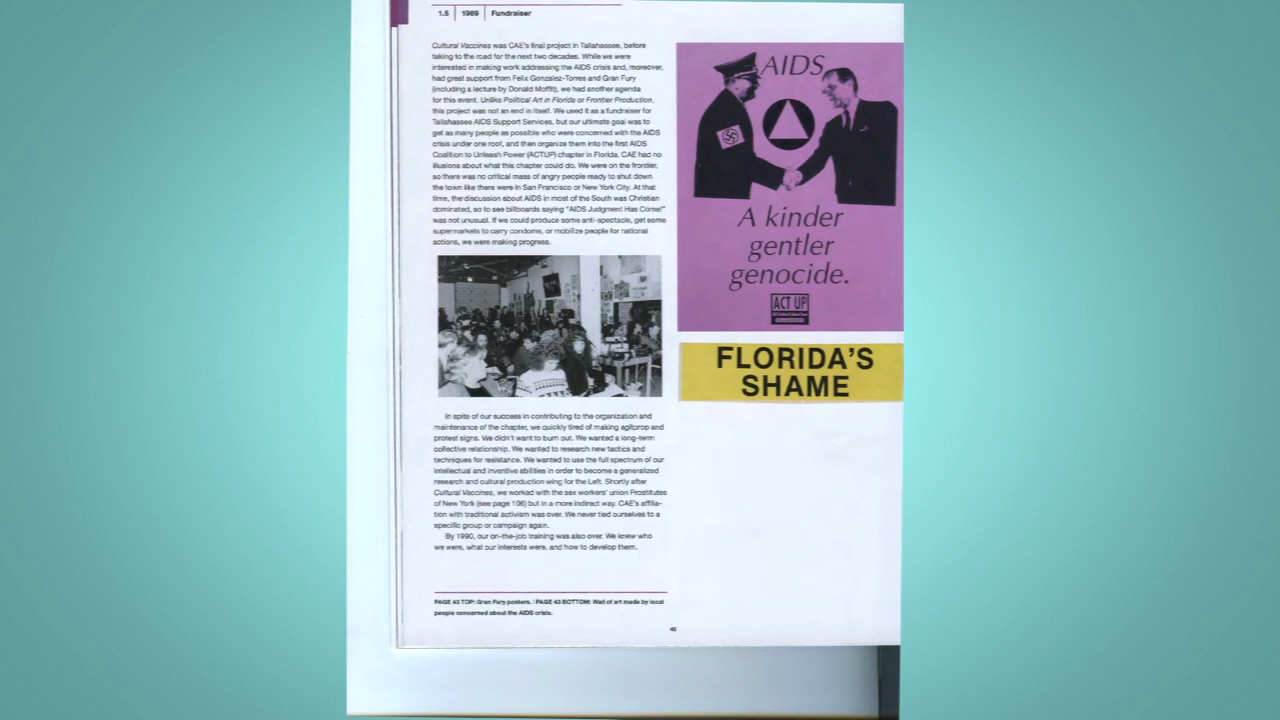 1.5 | 1989 | Fundraiser
Cultural Vaccines was CAE's final project in Tallahassee, before
taking to the road for the next two decades. While we were
interested in making work addressing the AIDS crisis and, moreover,
had great support from Felix Gonzalez-Torres and Gran Fury
(including a lecture by Donald Moffit), we had another agenda
for this event. Unlike Political Art in Florida or Frontier Production,
this project was not an end in itself. We used it as a fundraiser for
Tallahassee AIDS Support Services, but our ultimate goal was to
get as many people as possible who were concerned with the AIDS
crisis under one roof, and then organize them into the first AIDS
Coalition to Unleash Power (ACTUP) chapter in Florida. CAE had no
illusions about what this chapter could do. We were on the frontier,
so there was no critical mass of angry people ready to shut down
the town like there were in San Francisco or New York City. At that
time, the discussion about AIDS in most of the South was Christian
dominated, so to see billboards saying "AIDS Judgment Has Come!"
was not unusual. If we could produce some anti-spectacle, get some
supermarkets to carry condoms, or mobilize people for national
actions, we were making progress.
In spite of our success in contributing to the organization and
maintenance of the chapter, we quickly tired of making agitprop and
protest signs. We didn't want to burn out. We wanted a long-term
collective relationship. We wanted to research new tactics and
techniques for resistance. We wanted to use the full spectrum of our
intellectual and inventive abilities in order to become a generalized
research and cultural production wing for the Left. Shortly after
Cultural Vaccines, we worked with the sex workers' union Prostitutes
of New York (see page 106) but in a more indirect way. CAE's affilia-
tion with traditional activism was over. We never tied ourselves to a
specific group or campaign again.
By 1990, our on-the-job training was also over. We knew who
we were, what our interests were, and how to develop them.
PAGE 43 TOP: Gran Fury posters. | PAGE 43 BOTTOM: Wall of art made by local
people concerned about the AIDS crisis.
AIDS
A kinder
gentler
genocide.
ACT UP
FLORIDA'S
SHAME